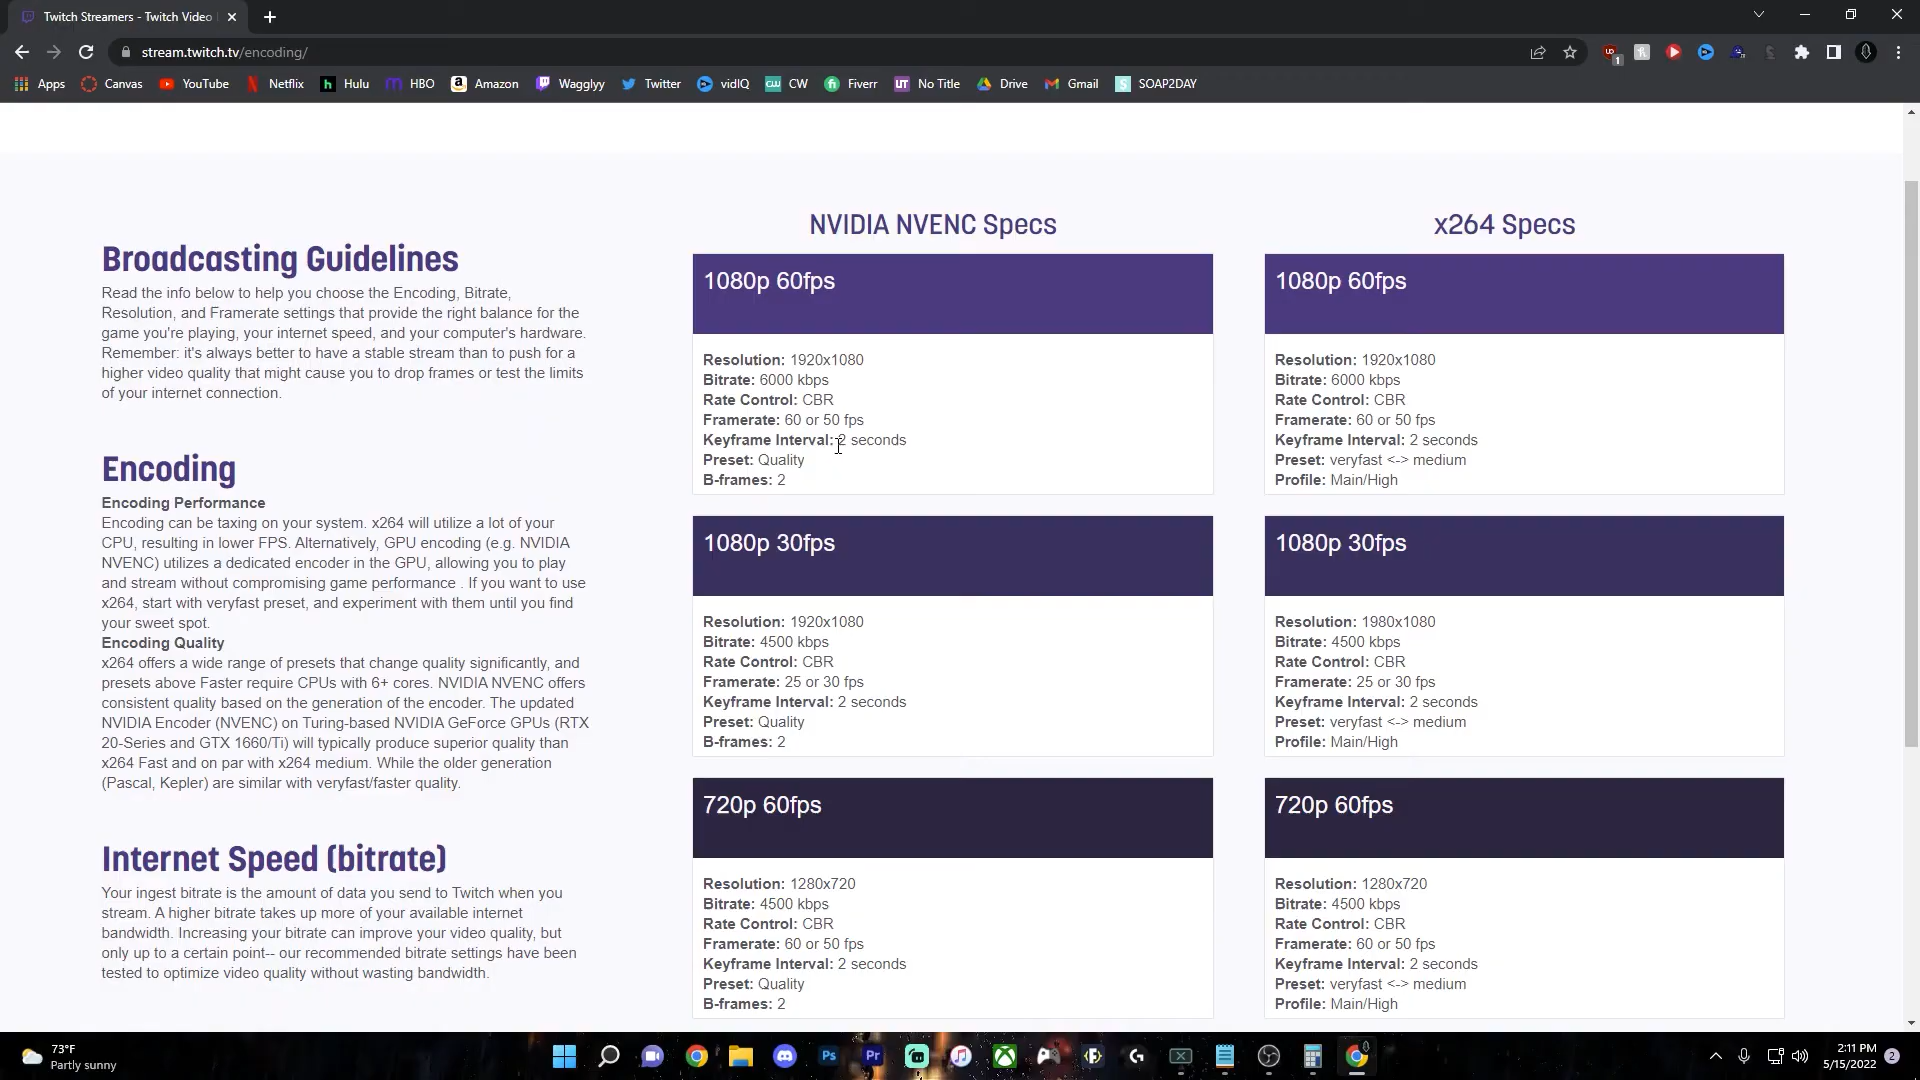 Twitch Streamers - Twitch Video
stream.twitch.tv/encoding/
1
Apps
Canvas
YouTube
Netflix
Hulu
HBO
Amazon
Wagglyy
Twitter
vidIQ
CW
Fiverr
No Title
Drive
Gmail
SOAP2DAY
Broadcasting Guidelines
Read the info below to help you choose the Encoding, Bitrate,
Resolution, and Framerate settings that provide the right balance for the
game you're playing, your internet speed, and your computer's hardware.
Remember: it's always better to have a stable stream than to push for a
higher video quality that might cause you to drop frames or test the limits
of your internet connection.
Encoding
Encoding Performance
Encoding can be taxing on your system. x264 will utilize a lot of your
CPU, resulting in lower FPS. Alternatively, GPU encoding (e.g. NVIDIA
NVENC) utilizes a dedicated encoder in the GPU, allowing you to play
and stream without compromising game performance . If you want to use
x264, start with veryfast preset, and experiment with them until you find
your sweet spot.
Encoding Quality
x264 offers a wide range of presets that change quality significantly, and
presets above Faster require CPUs with 6+ cores. NVIDIA NVENC offers
consistent quality based on the generation of the encoder. The updated
NVIDIA Encoder (NVENC) on Turing-based NVIDIA GeForce GPUs (RTX
20-Series and GTX 1660/Ti) will typically produce superior quality than
x264 Fast and on par with x264 medium. While the older generation
(Pascal, Kepler) are similar with veryfast/faster quality.
Internet Speed (bitrate)
Your ingest bitrate is the amount of data you send to Twitch when you
stream. A higher bitrate takes up more of your available internet
bandwidth. Increasing your bitrate can improve your video quality, but
only up to a certain point-- our recommended bitrate settings have been
tested to optimize video quality without wasting bandwidth.
NVIDIA NVENC Specs
1080p 60fps
Resolution: 1920x1080
Bitrate: 6000 kbps
Rate Control: CBR
Framerate: 60 or 50 fps
Keyframe Interval: 2 seconds
Preset: Quality
B-frames: 2
1080p 30fps
Resolution: 1920x1080
Bitrate: 4500 kbps
Rate Control: CBR
Framerate: 25 or 30 fps
Keyframe Interval: 2 seconds
Preset: Quality
B-frames: 2
720p 60fps
Resolution: 1280x720
Bitrate: 4500 kbps
Rate Control: CBR
Framerate: 60 or 50 fps
Keyframe Interval: 2 seconds
Preset: Quality
B-frames: 2
x264 Specs
1080p 60fps
Resolution: 1920x1080
Bitrate: 6000 kbps
Rate Control: CBR
Framerate: 60 or 50 fps
Keyframe Interval: 2 seconds
Preset: veryfast <-> medium
Profile: Main/High
1080p 30fps
Resolution: 1980x1080
Bitrate: 4500 kbps
Rate Control: CBR
Framerate: 25 or 30 fps
Keyframe Interval: 2 seconds
Preset: veryfast <-> medium
Profile: Main/High
720p 60fps
Resolution: 1280x720
Bitrate: 4500 kbps
Rate Control: CBR
Framerate: 60 or 50 fps
Keyframe Interval: 2 seconds
Preset: veryfast <-> medium
Profile: Main/High
73°F
Partly sunny
Ps
Pr
2:11 PM
5/15/2022
2